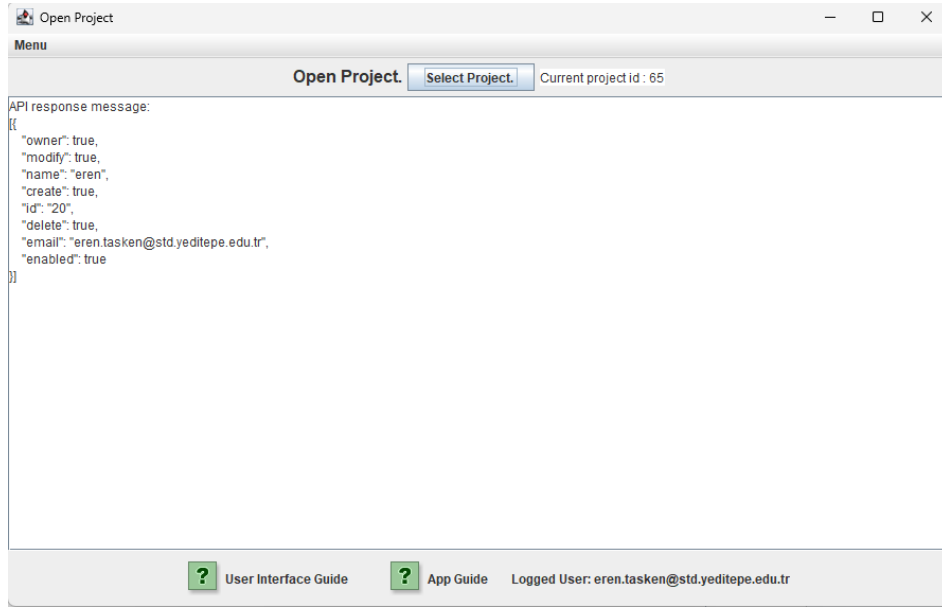 Open Project
Menu
Open Project. Select Project. Current project id : 65
API response message:
[{
"owner": true,
"modify": true,
"name": "eren",
"create": true,
"id": "20",
"delete": true,
"email": "eren.tasken@std.yeditepe.edu.tr",
"enabled": true
}]
? User Interface Guide ? App Guide Logged User: eren.tasken@std.yeditepe.edu.tr